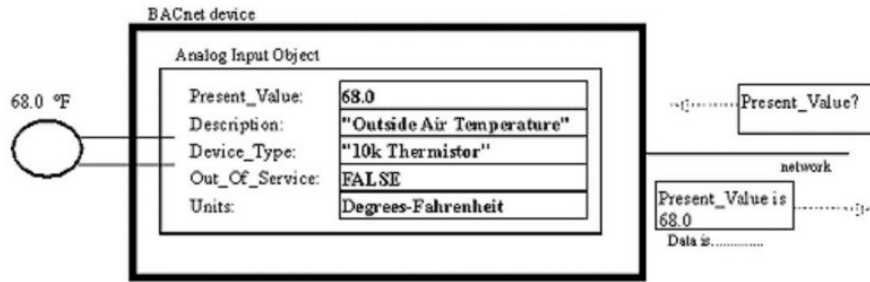 BACnet device
Analog Input Object
68.0 °F
Present_Value:
68.0
Description:
"Outside Air Temperature"
Device_Type:
"10k Thermistor"
Out_Of_Service:
FALSE
Units:
Degrees-Fahrenheit
Present_Value?
network
Present_Value is
68.0
Data is..............